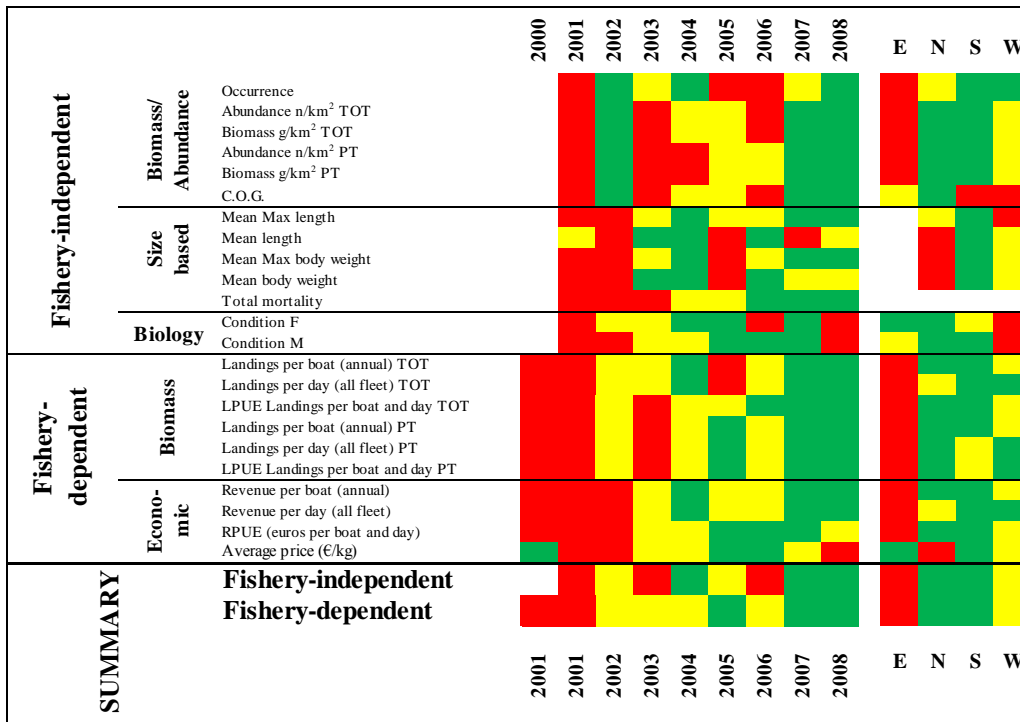 2000 2001 2002 2003 2004 2005 2006 2007 2008 E N S W
Fishery-independent
Biomass/
Abundance
Occurrence
Abundance n/km² TOT
Biomass g/km² TOT
Abundance n/km² PT
Biomass g/km² PT
C.O.G.
Size
based
Mean Max length
Mean length
Mean Max body weight
Mean body weight
Total mortality
Biology
Condition F
Condition M
Fishery-
dependent
Biomass
Landings per boat (annual) TOT
Landings per day (all fleet) TOT
LPUE Landings per boat and day TOT
Landings per boat (annual) PT
Landings per day (all fleet) PT
LPUE Landings per boat and day PT
Econo-
mic
Revenue per boat (annual)
Revenue per day (all fleet)
RPUE (euros per boat and day)
Average price (€/kg)
SUMMARY
Fishery-independent
Fishery-dependent
2001 2001 2002 2003 2004 2005 2006 2007 2008 E N S W